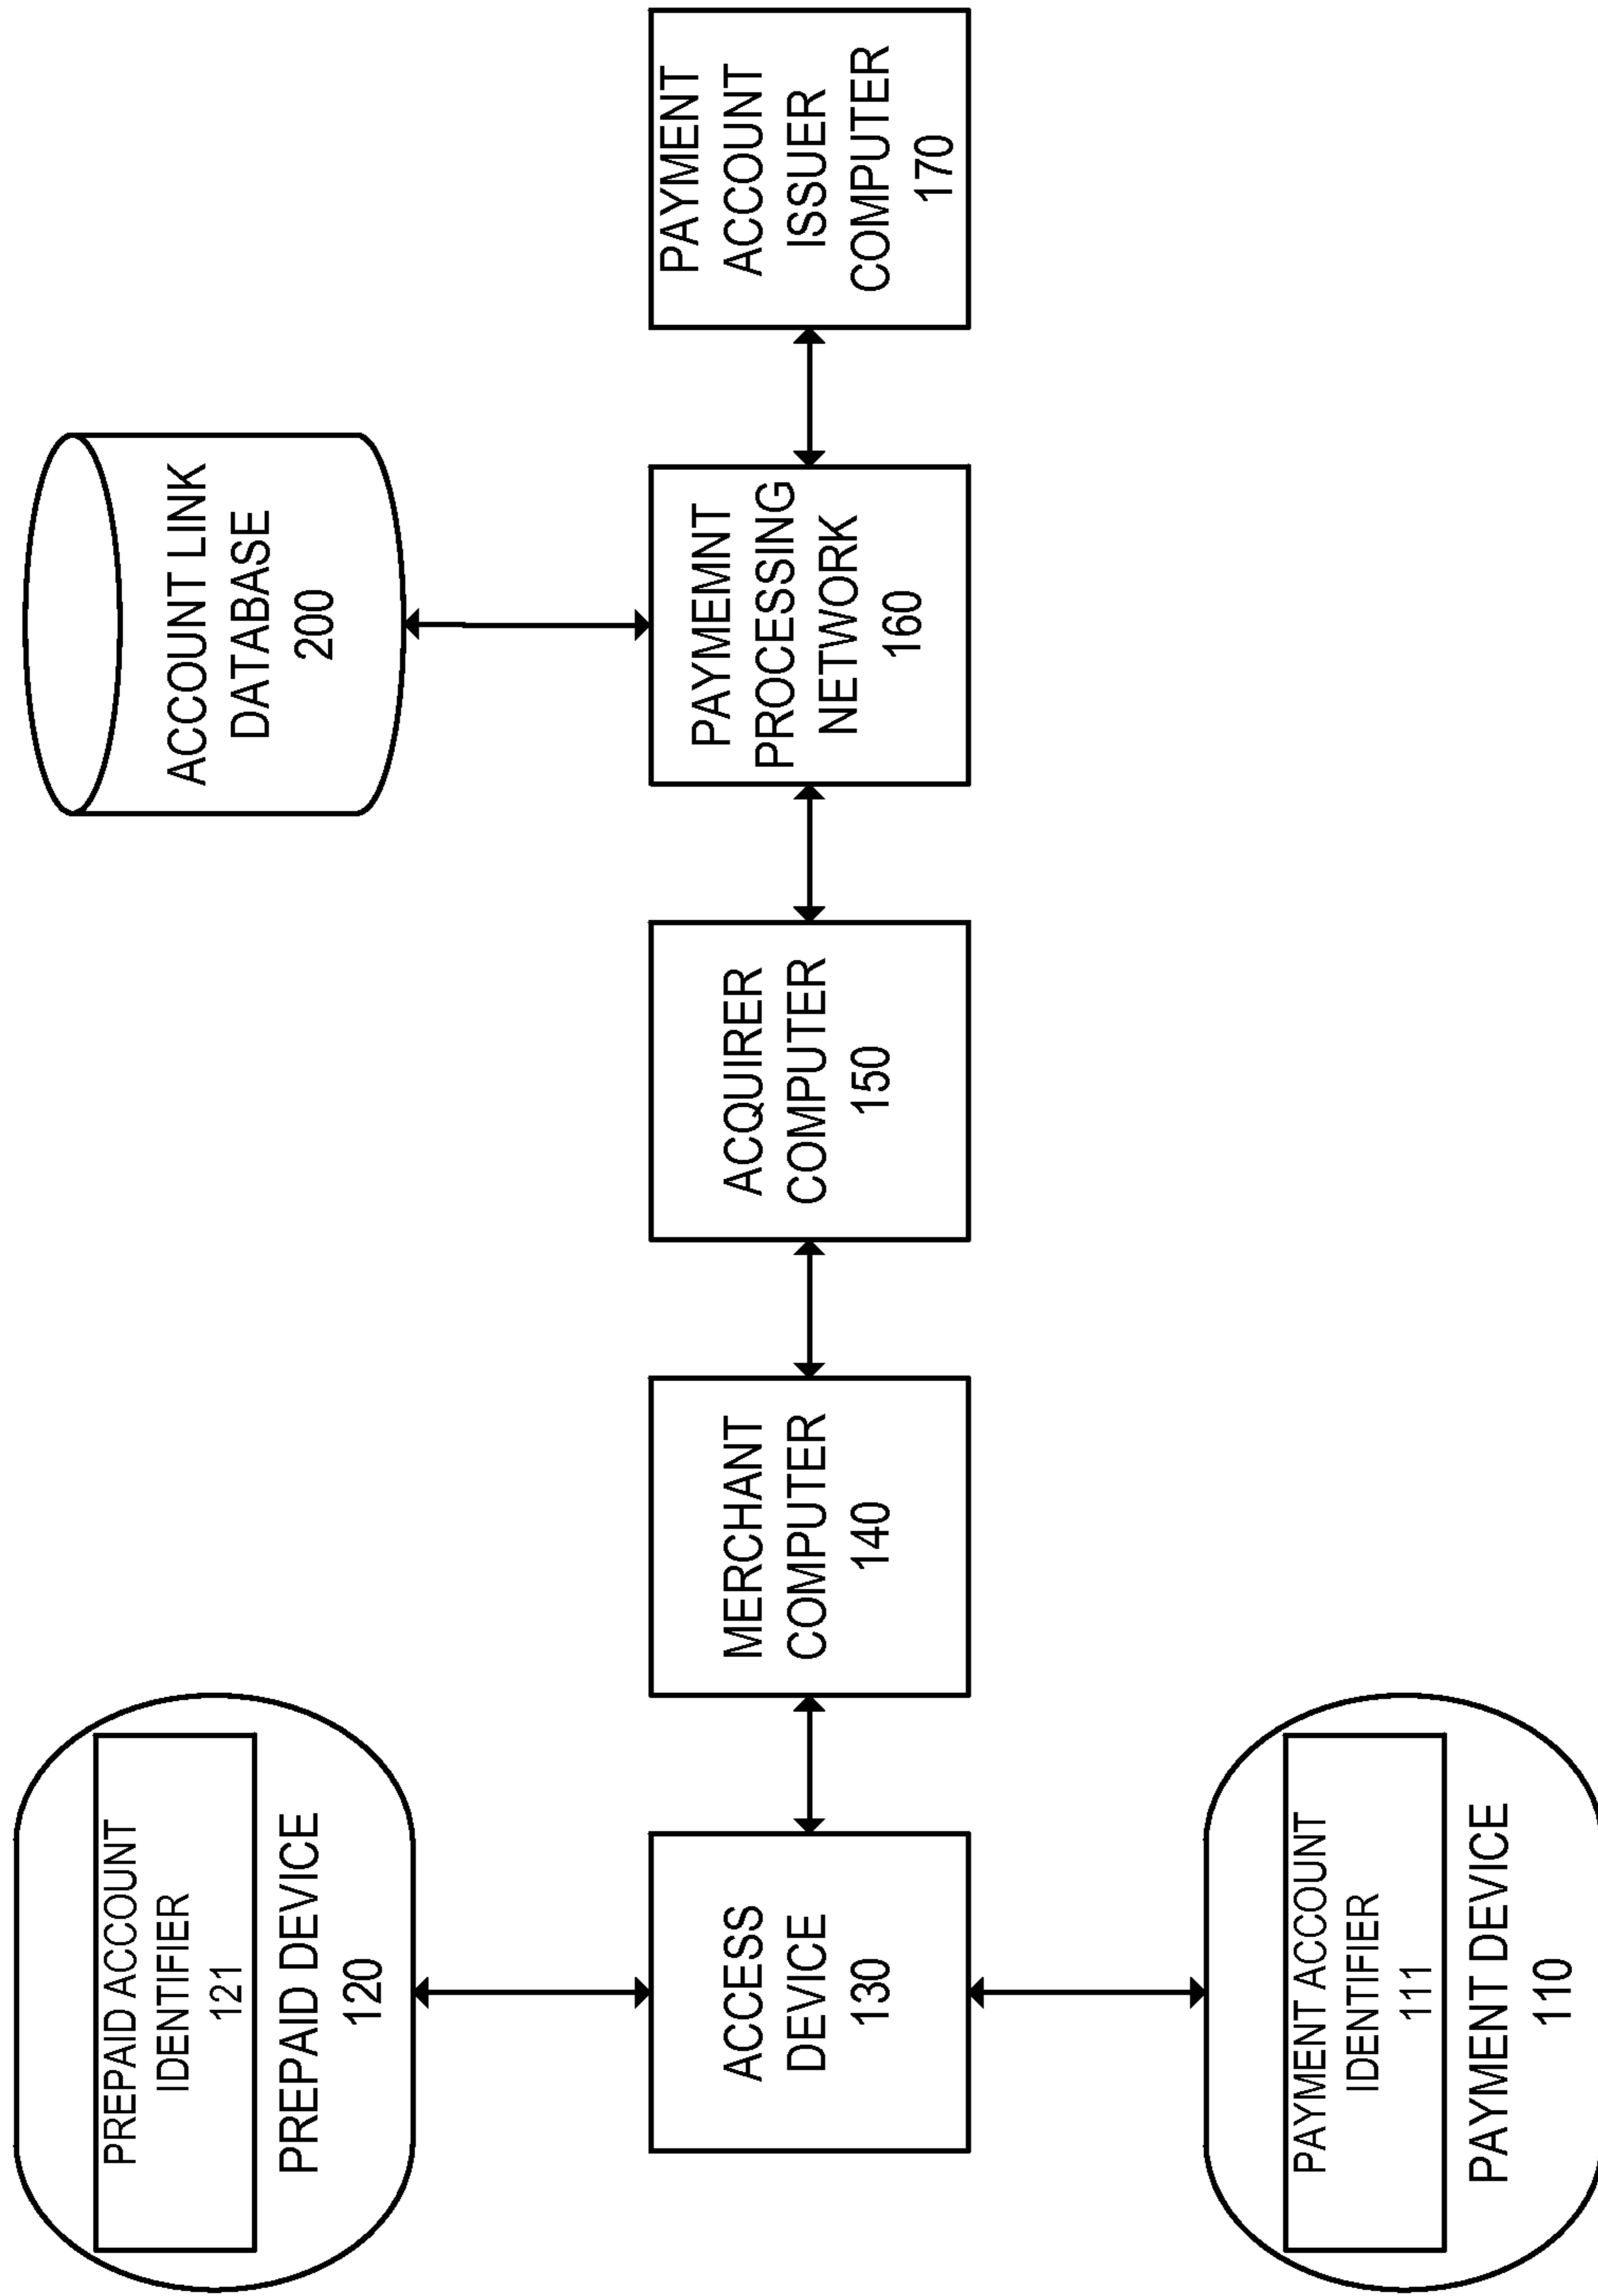 PREPAID ACCOUNT
IDENTIFIER
121
PREPAID DEVICE
120
ACCOUNT LINK
DATABASE
200
ACCESS
DEVICE
130
MERCHANT
COMPUTER
140
ACQUIRER
COMPUTER
150
PAYMEMNT
PROCESSING
NETWORK
160
PAYMENT
ACCOUNT
ISSUER
COMPUTER
170
PAYMENT ACCOUNT
IDENTIFIER
111
PAYMENT DEVICE
110